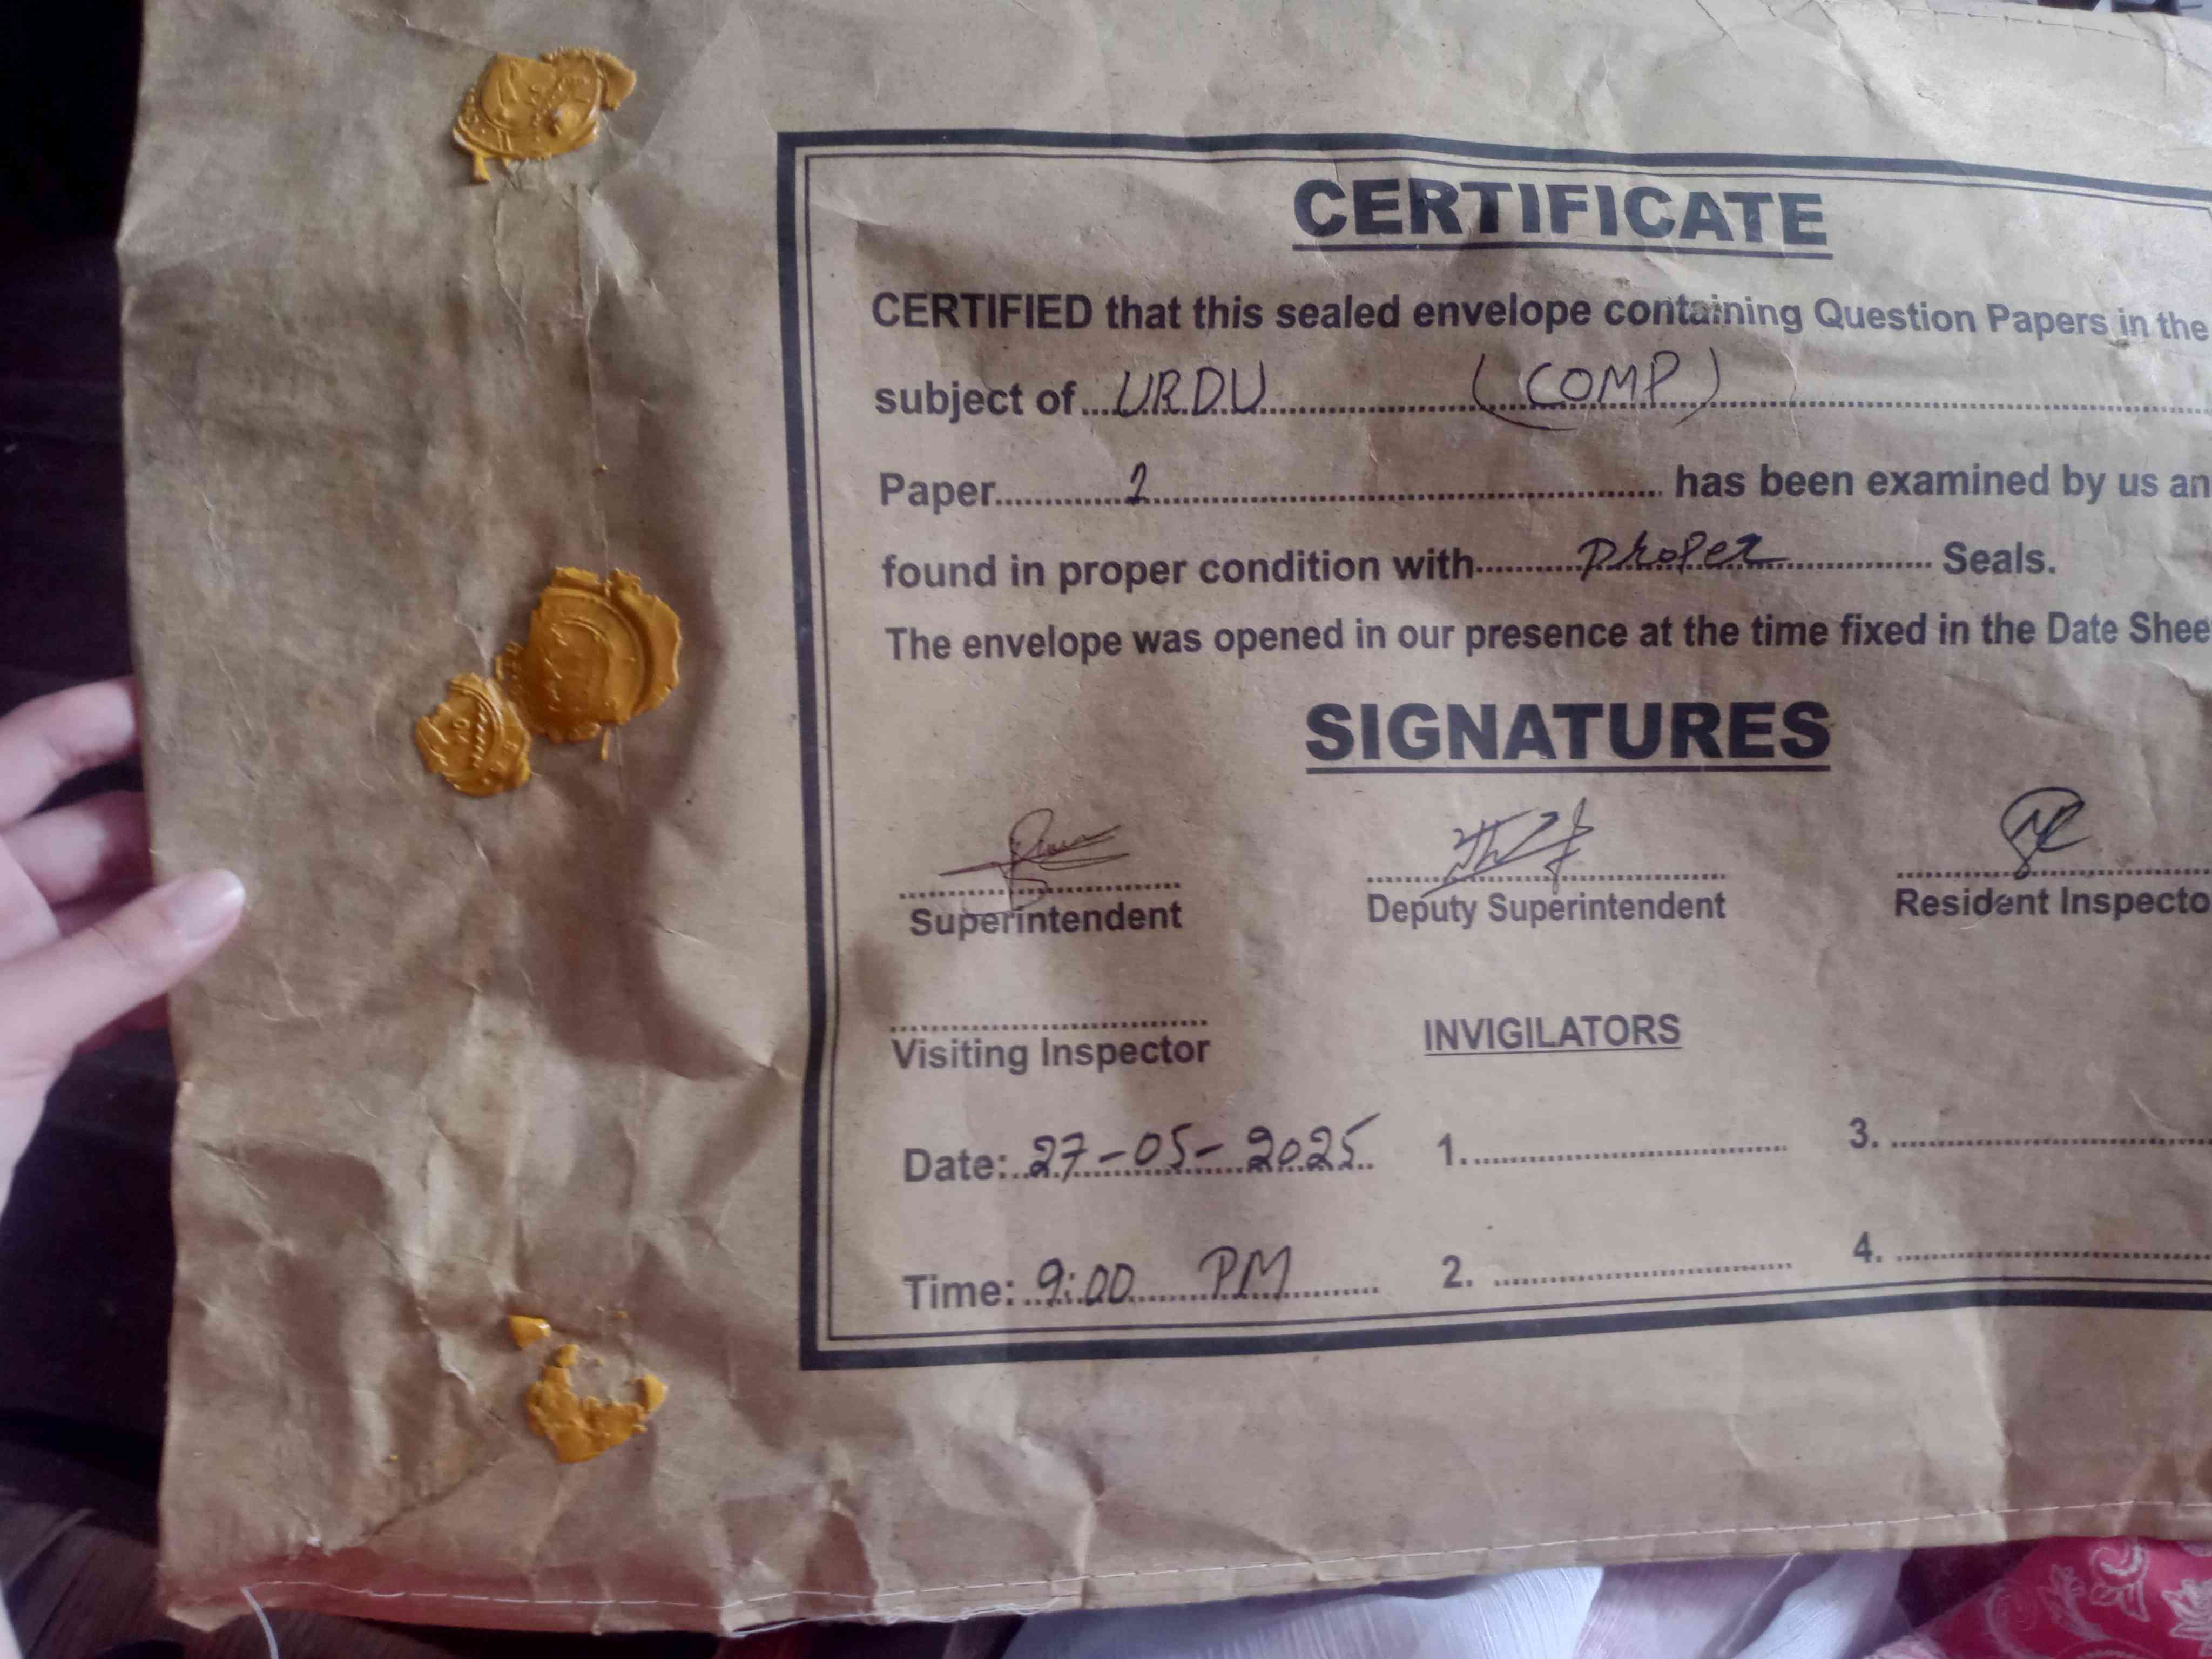 CERTIFICATE
CERTIFIED that this sealed envelope containing Question Papers in the
subject of URDU (COMP)
Paper 2 has been examined by us an
found in proper condition with proper Seals.
The envelope was opened in our presence at the time fixed in the Date Shee
SIGNATURES
Superintendent Deputy Superintendent Resident Inspecto
Visiting Inspector INVIGILATORS
Date: 27-05-2025 1. 3.
Time: 9:00 PM 2. 4.